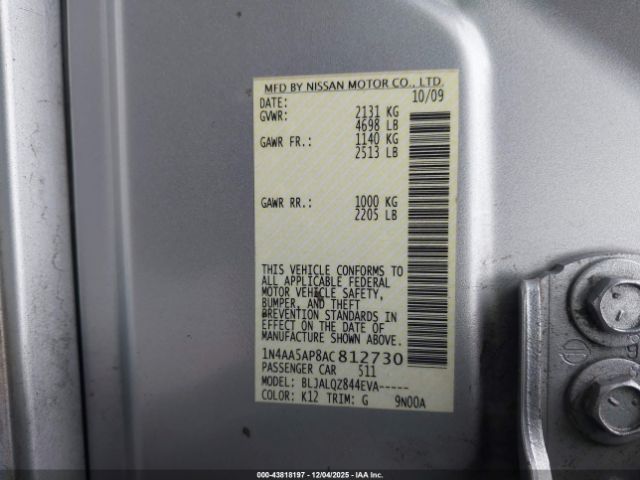 MFD BY NISSAN MOTOR CO., LTD.
DATE: 10/09
GVWR: 2131 KG
4698 LB
GAWR FR.: 1140 KG
2513 LB
GAWR RR.: 1000 KG
2205 LB
THIS VEHICLE CONFORMS TO
ALL APPLICABLE FEDERAL
MOTOR VEHICLE SAFETY,
BUMPER, AND THEFT
PREVENTION STANDARDS IN
EFFECT ON THE DATE OF
MANUFACTURE SHOWN ABOVE.
1N4AA5AP8AC812730
PASSENGER CAR 511
MODEL: BLJALQZ844EVA-----
COLOR: K12 TRIM: G 9N00A
000-43818197 - 12/04/2025 - IAA Inc.